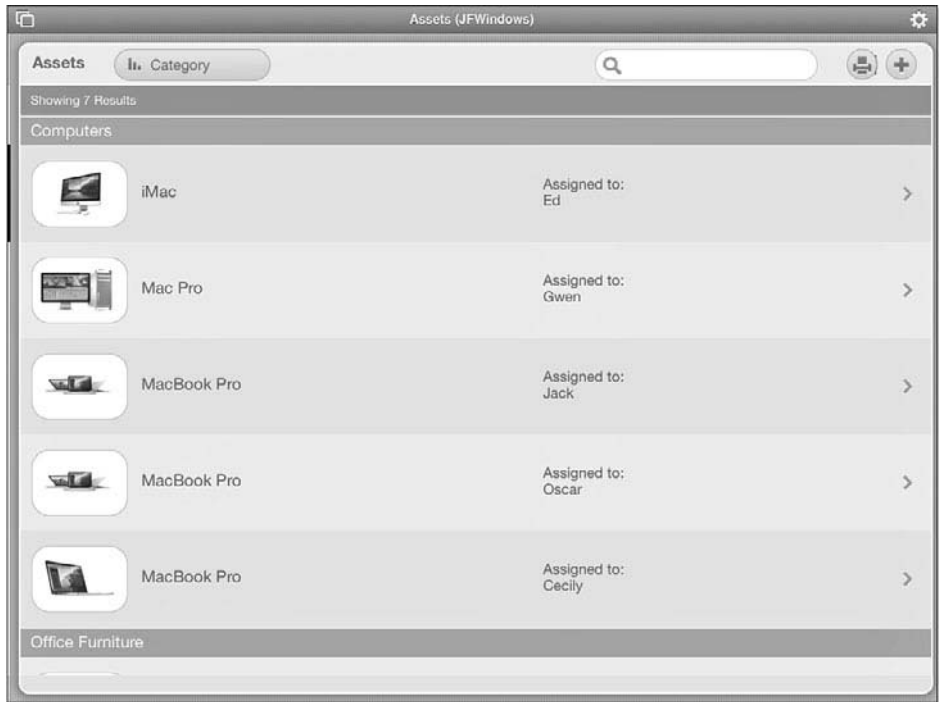 Assets (JFWindows)
Assets
Category
Showing 7 Results
Computers
iMac
Assigned to:
Ed
Mac Pro
Assigned to:
Gwen
MacBook Pro
Assigned to:
Jack
MacBook Pro
Assigned to:
Oscar
MacBook Pro
Assigned to:
Cecily
Office Furniture